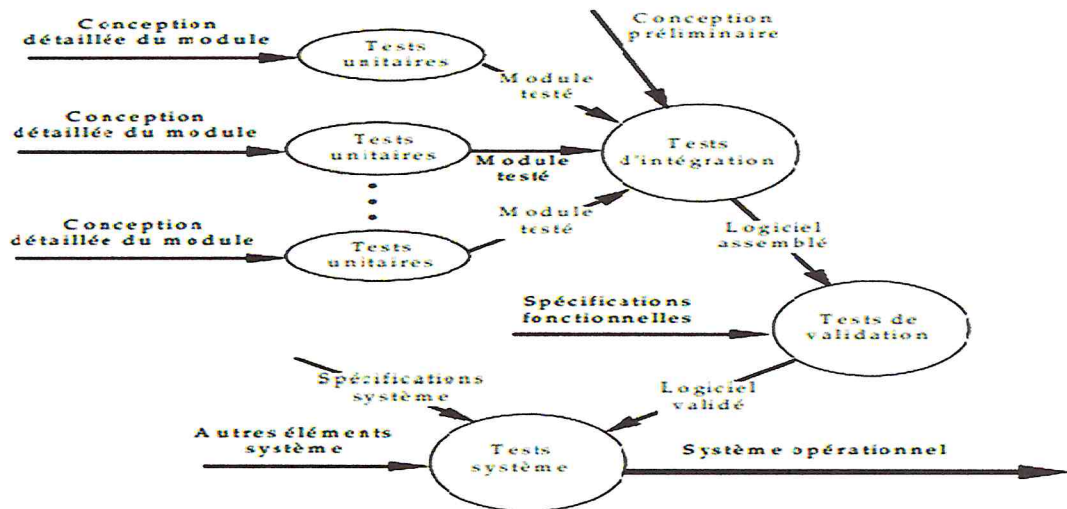 Conception
détaillée du module
Tests
unitaires
Conception
préliminaire
Module
testé
Conception
détaillée du module
Tests
unitaires
Module
testé
Tests
d'intégration
Conception
détaillée du module
Tests
unitaires
Module
testé
Logiciel
assemblé
Spécifications
fonctionnelles
Tests de
validation
Spécifications
système
Logiciel
validé
Autres éléments
système
Tests
système
Système opérationnel